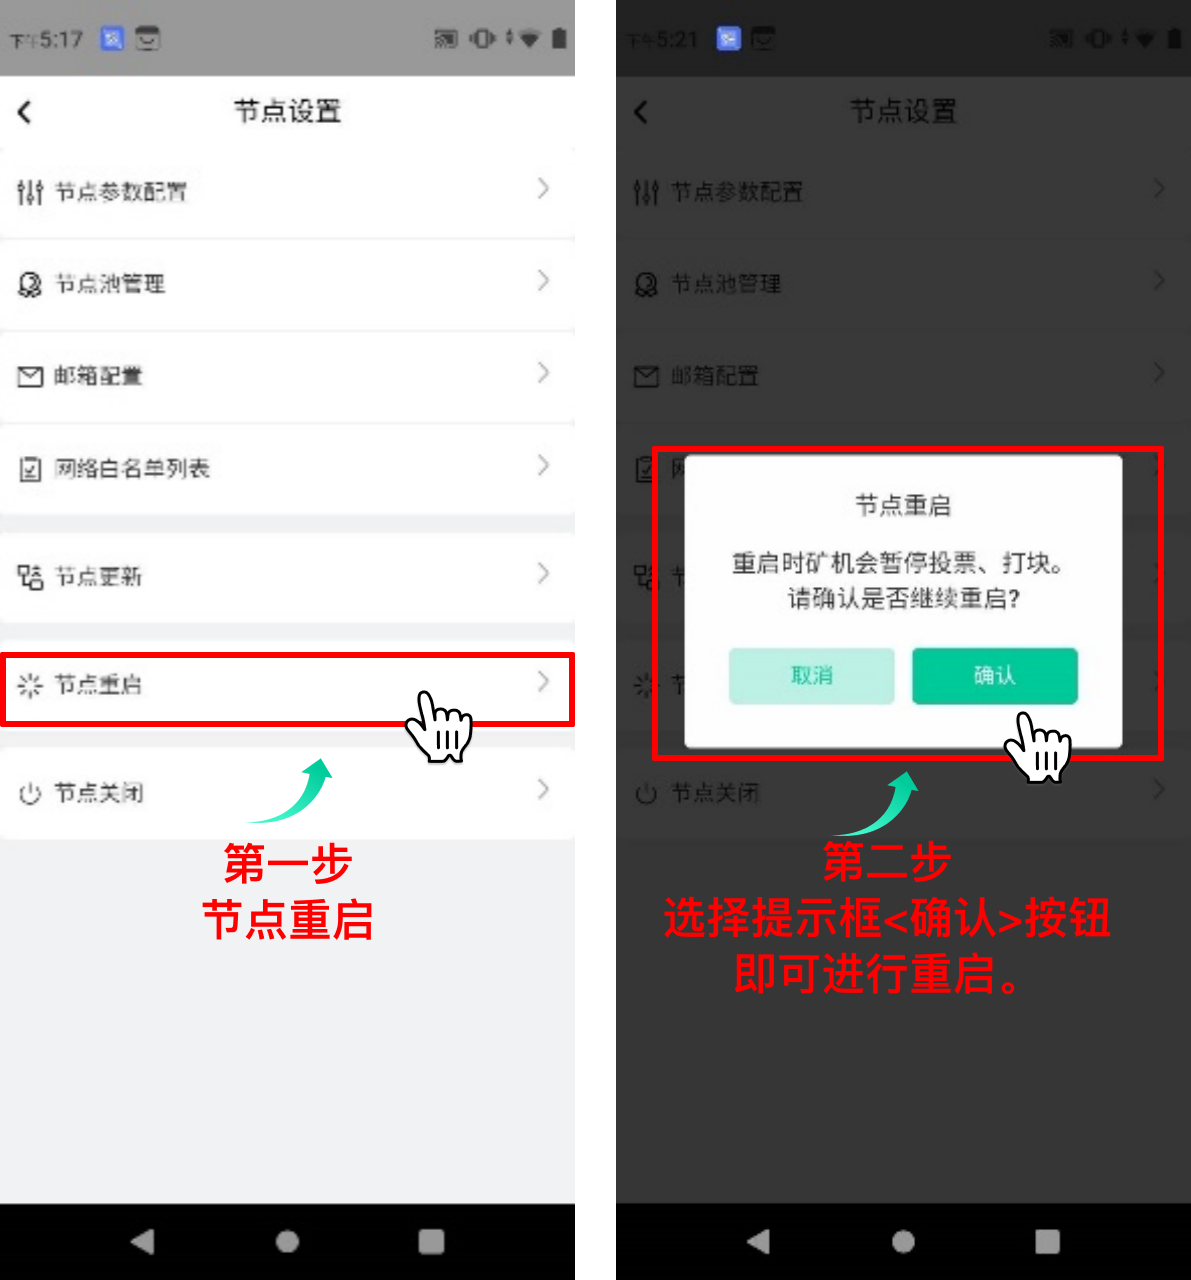 下午5:17
节点设置
节点参数配置
节点池管理
邮箱配置
网络白名单列表
节点更新
节点重启
节点关闭
第一步
节点重启
下午5:21
节点设置
节点参数配置
节点池管理
邮箱配置
节点重启
重启时矿机会暂停投票、打块。
请确认是否继续重启?
取消
确认
节点关闭
第二步
选择提示框<确认>按钮
即可进行重启。